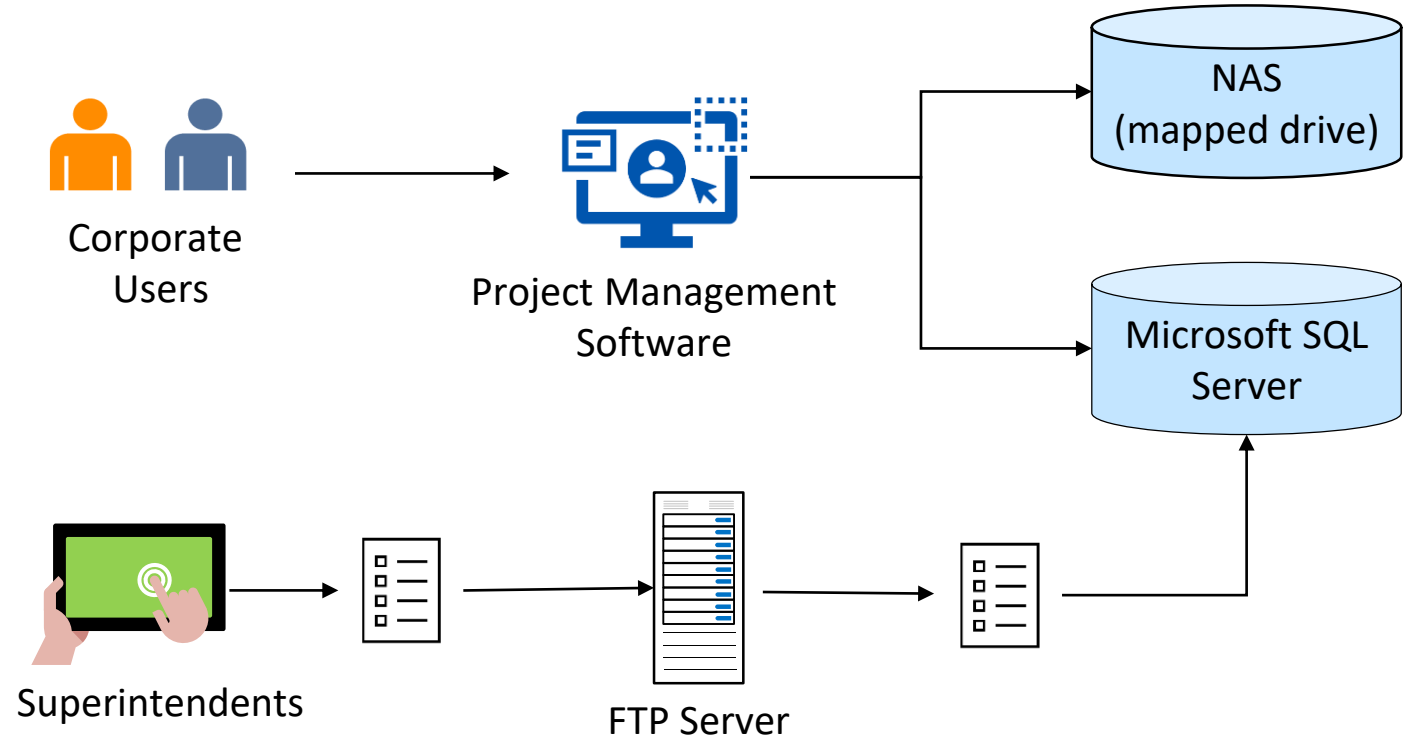 NAS
(mapped drive)
Corporate
Users
Project Management
Software
Microsoft SQL
Server
Superintendents
FTP Server